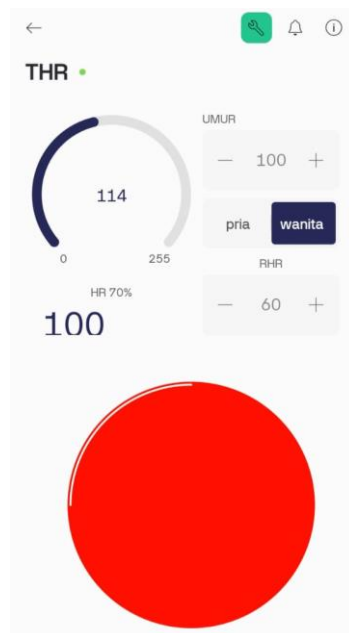 THR
UMUR
— 100 +
114
pria wanita
0 255
RHR
HR 70%
— 60 +
100